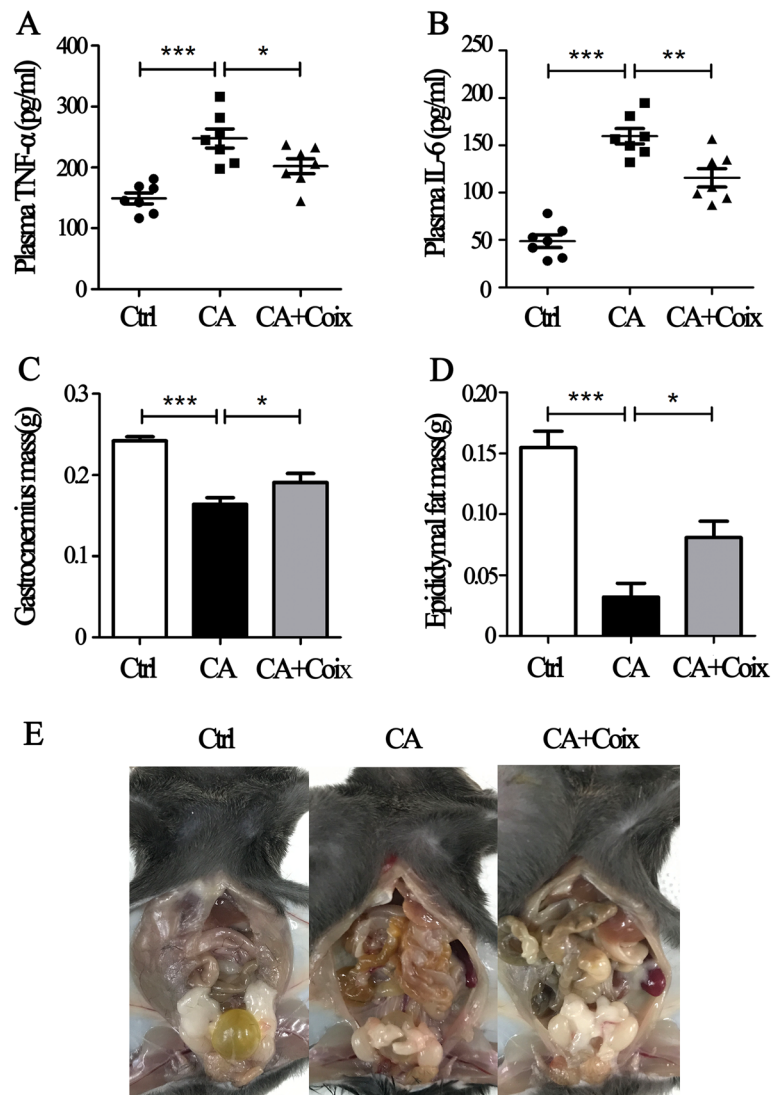 A
Plasma TNF-α (pg/ml)
400
300
200
100
0
***
*
Ctrl
CA
CA+Coix
B
Plasma IL-6 (pg/ml)
250
200
150
100
50
0
***
**
Ctrl
CA
CA+Coix
C
Gastrocnemius mass(g)
0.3
0.2
0.1
0
***
*
Ctrl
CA
CA+Coix
D
Epididymal fat mass(g)
0.20
0.15
0.10
0.05
0
***
*
Ctrl
CA
CA+Coix
E
Ctrl
CA
CA+Coix